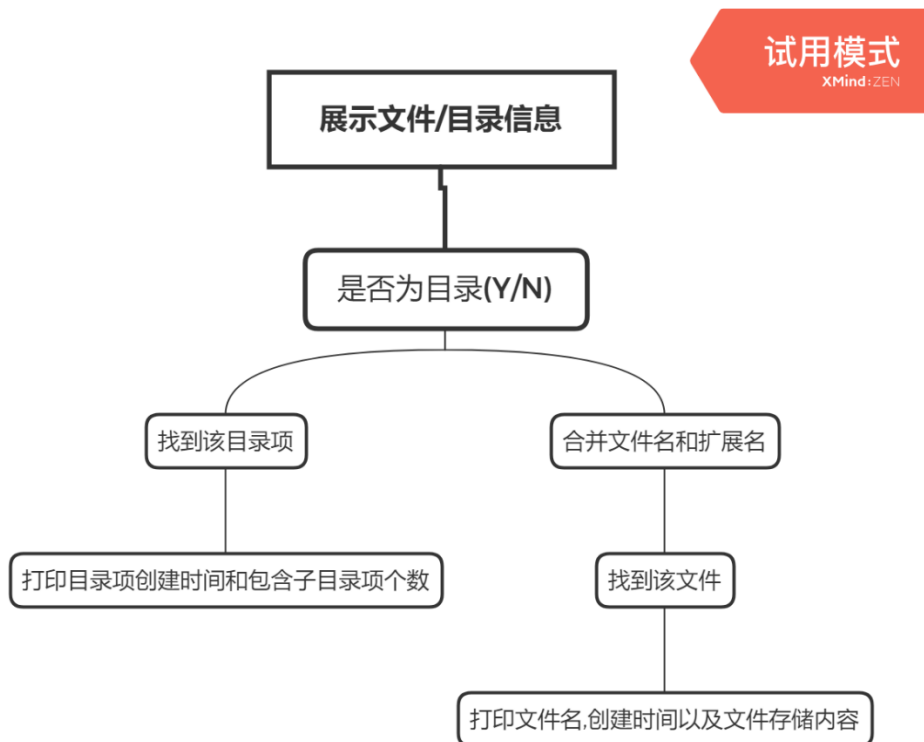 试用模式
XMind:ZEN
展示文件/目录信息
是否为目录(Y/N)
找到该目录项
合并文件名和扩展名
打印目录项创建时间和包含子目录项个数
找到该文件
打印文件名,创建时间以及文件存储内容